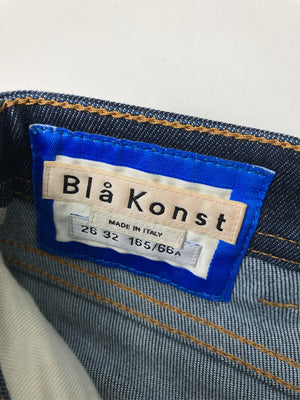 Blå Konst
MADE IN ITALY
26 32 165/66A